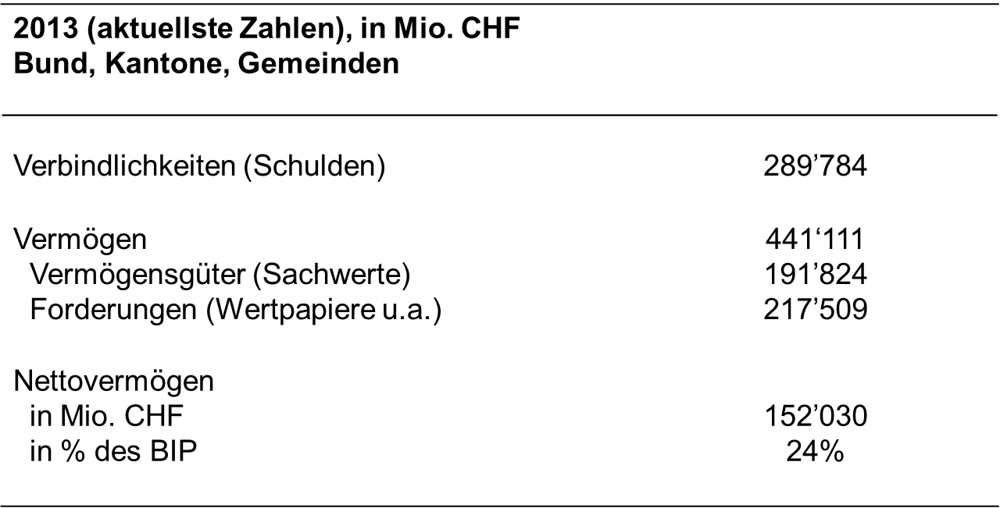 2013 (aktuellste Zahlen), in Mio. CHF
Bund, Kantone, Gemeinden
Verbindlichkeiten (Schulden) 289’784
Vermögen 441‘111
Vermögensgüter (Sachwerte) 191’824
Forderungen (Wertpapiere u.a.) 217’509
Nettovermögen
in Mio. CHF 152’030
in % des BIP 24%